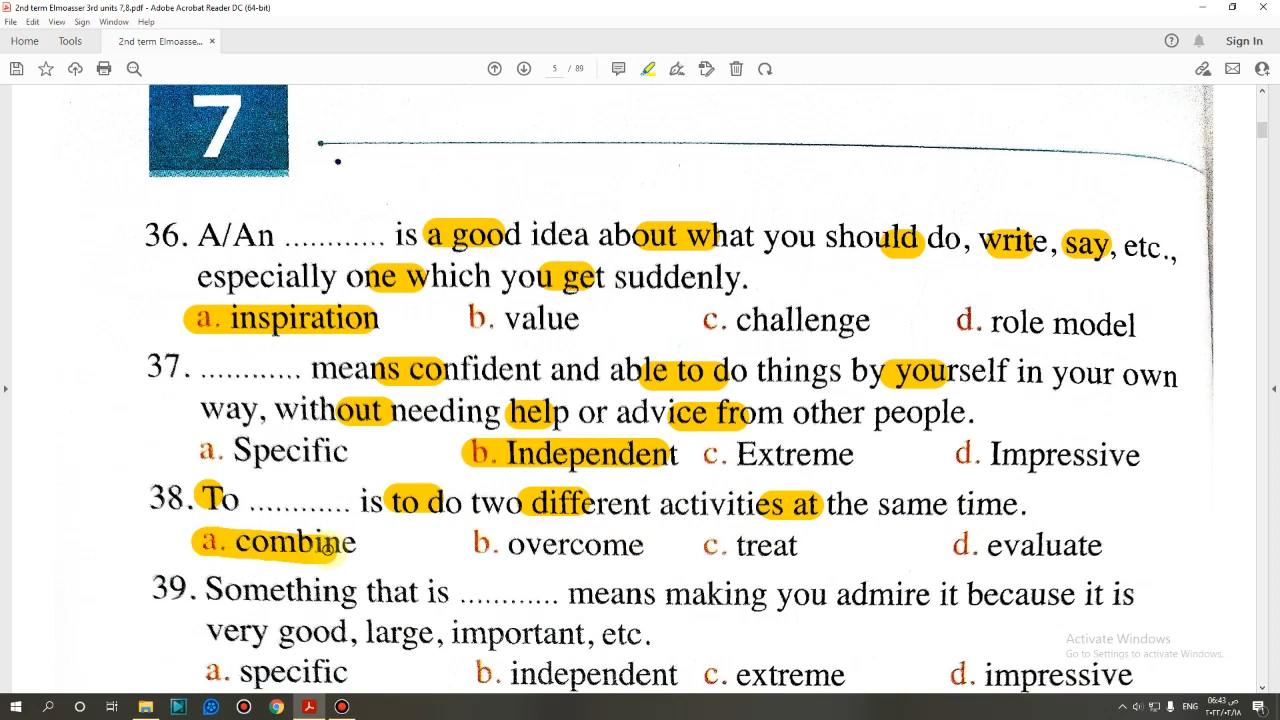 2nd term Elmoasser 3rd units 7,8.pdf - Adobe Acrobat Reader DC (64-bit)
File Edit View Sign Window Help
Home Tools 2nd term Elmoasse... × Sign In
5 / 89
7
36. A/An ............ is a good idea about what you should do, write, say, etc.,
especially one which you get suddenly.
a. inspiration b. value c. challenge d. role model
37. ............ means confident and able to do things by yourself in your own
way, without needing help or advice from other people.
a. Specific b. Independent c. Extreme d. Impressive
38. To ............ is to do two different activities at the same time.
a. combine b. overcome c. treat d. evaluate
39. Something that is ............ means making you admire it because it is
very good, large, important, etc.
a. specific b. independent c. extreme d. impressive
Activate Windows
Go to Settings to activate Windows.
ENG 06:43 ص
٢٠٢٢/٠٢/١٨